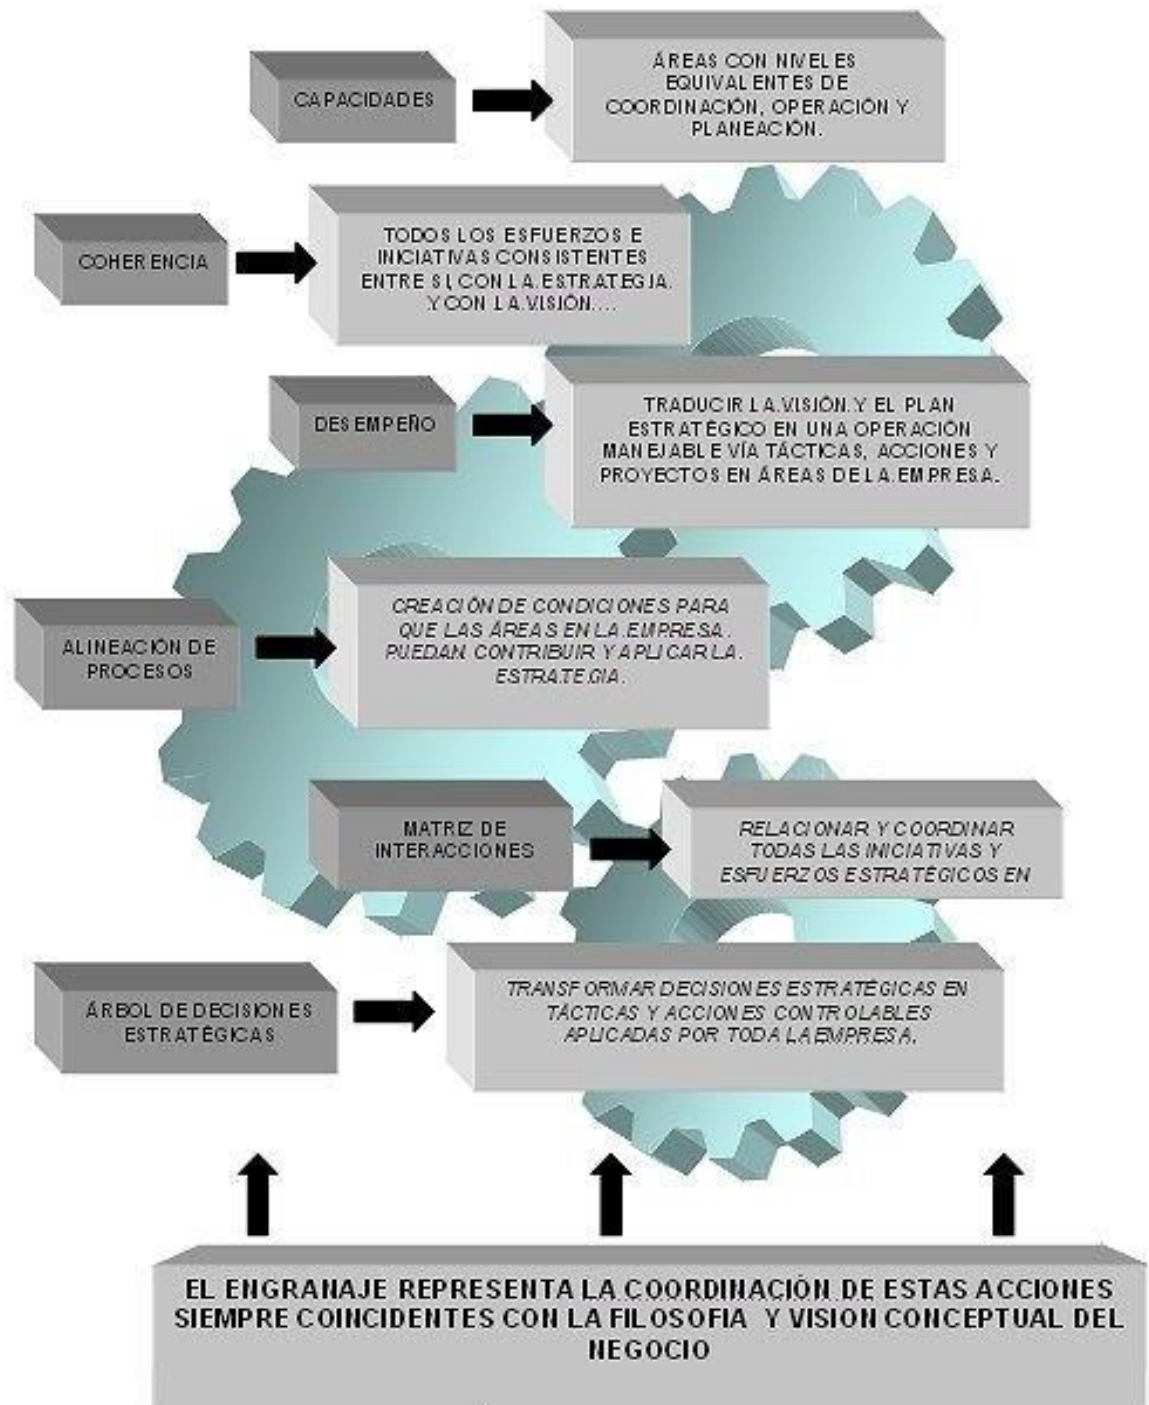 CAPACIDADES
ÁREAS CON NIVELES
EQUIVALENTES DE
COORDINACIÓN, OPERACIÓN Y
PLANEACIÓN.
COHERENCIA
TODOS LOS ESFUERZOS E
INICIATIVAS CONSISTENTES
ENTRE SI, CON LA ESTRATEGIA
Y CON LA VISIÓN....
DESEMPEÑO
TRADUCIR LA VISIÓN Y EL PLAN
ESTRATÉGICO EN UNA OPERACIÓN
MANEJABLE VÍA TÁCTICAS, ACCIONES Y
PROYECTOS EN ÁREAS DE LA EMPRESA.
ALINEACIÓN DE
PROCESOS
CREACIÓN DE CONDICIONES PARA
QUE LAS ÁREAS EN LA EMPRESA
PUEDAN CONTRIBUIR Y APLICAR LA
ESTRATEGIA.
MATRIZ DE
INTERACCIONES
RELACIONAR Y COORDINAR
TODAS LAS INICIATIVAS Y
ESFUERZOS ESTRATÉGICOS EN
ÁRBOL DE DECISIONES
ESTRATÉGICAS
TRANSFORMAR DECISIONES ESTRATÉGICAS EN
TÁCTICAS Y ACCIONES CONTROLABLES
APLICADAS POR TODA LA EMPRESA.
EL ENGRANAJE REPRESENTA LA COORDINACIÓN DE ESTAS ACCIONES
SIEMPRE COINCIDENTES CON LA FILOSOFIA Y VISION CONCEPTUAL DEL
NEGOCIO